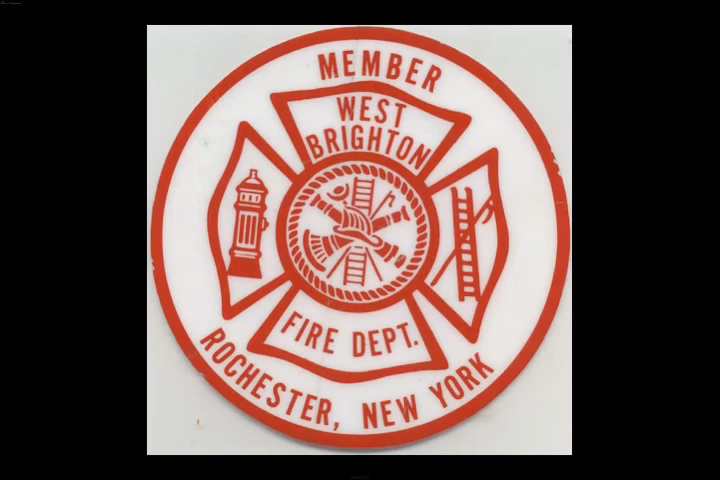 MEMBER
WEST
BRIGHTON
FIRE DEPT.
ROCHESTER, NEW YORK